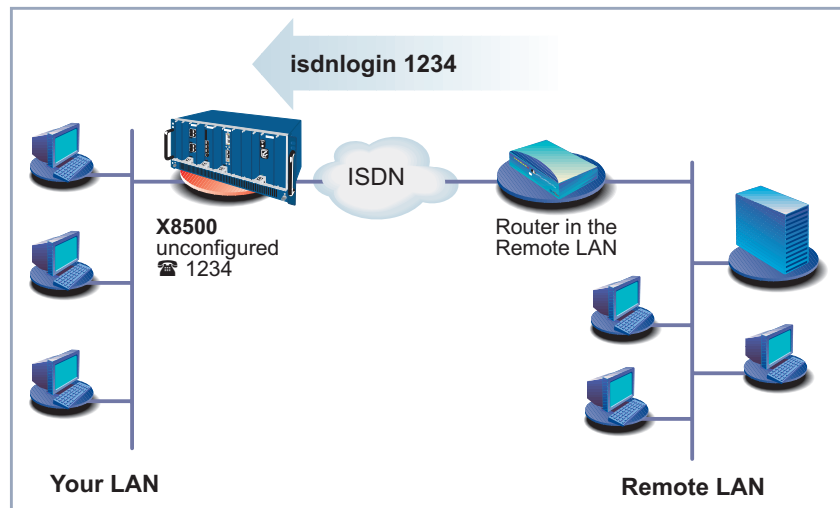 isdnlogin 1234
ISDN
X8500
unconfigured
☎ 1234
Router in the
Remote LAN
Your LAN
Remote LAN